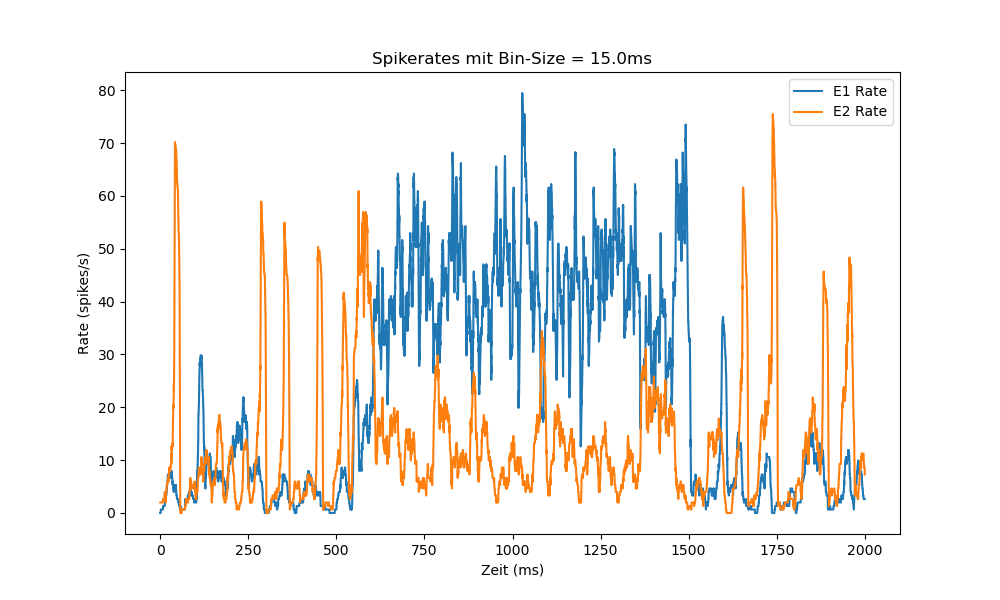 Spikerates mit Bin-Size = 15.0ms
E1 Rate
E2 Rate
80
70
60
50
40
30
20
10
0
Rate (spikes/s)
0 250 500 750 1000 1250 1500 1750 2000
Zeit (ms)